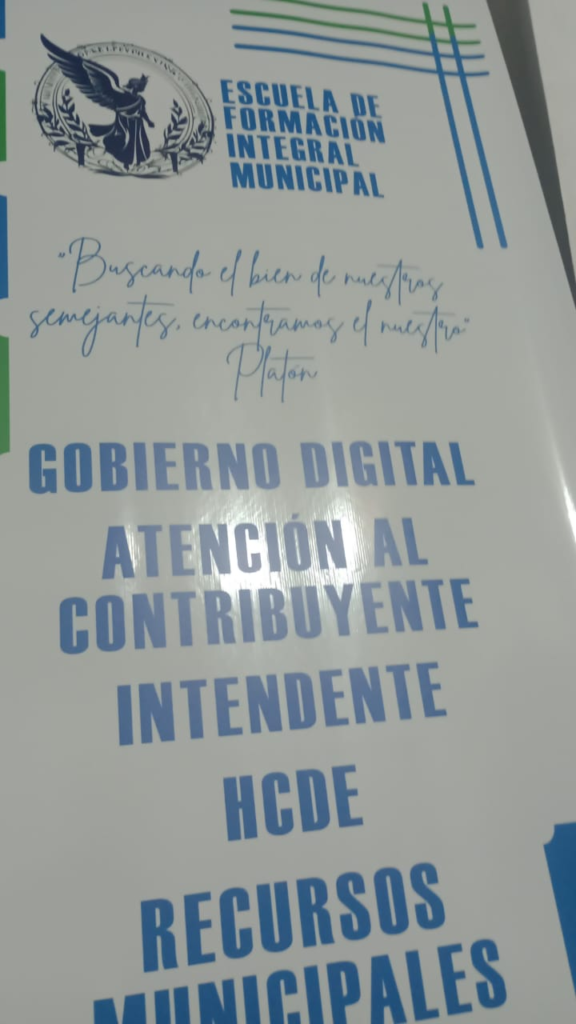 ESCUELA DE
FORMACIÓN
INTEGRAL
MUNICIPAL
"Buscando el bien de nuestros
semejantes, encontramos el nuestro"
Platón
GOBIERNO DIGITAL
ATENCIÓN AL
CONTRIBUYENTE
INTENDENTE
HCDE
RECURSOS
MUNICIPALES